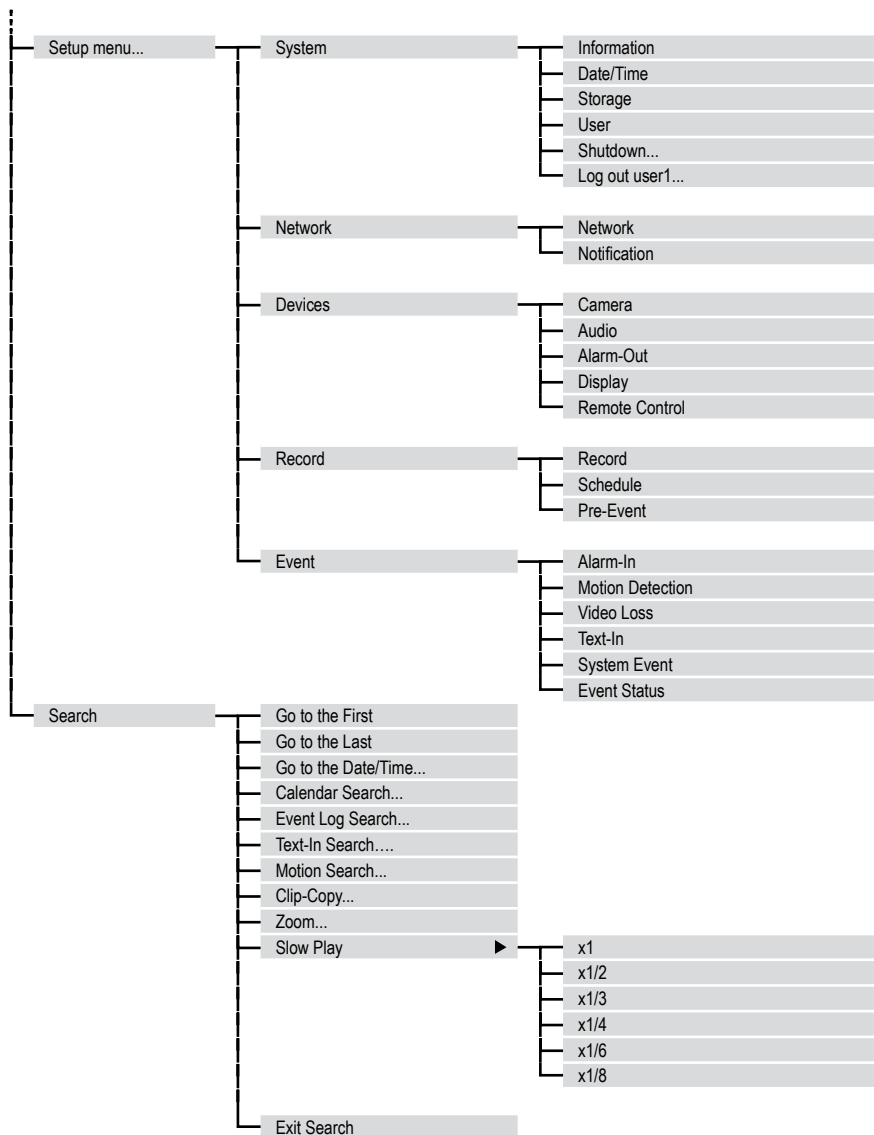 Setup menu...
System
Information
Date/Time
Storage
User
Shutdown...
Log out user1...
Network
Network
Notification
Devices
Camera
Audio
Alarm-Out
Display
Remote Control
Record
Record
Schedule
Pre-Event
Event
Alarm-In
Motion Detection
Video Loss
Text-In
System Event
Event Status
Search
Go to the First
Go to the Last
Go to the Date/Time...
Calendar Search...
Event Log Search...
Text-In Search….
Motion Search...
Clip-Copy...
Zoom...
Slow Play
x1
x1/2
x1/3
x1/4
x1/6
x1/8
Exit Search